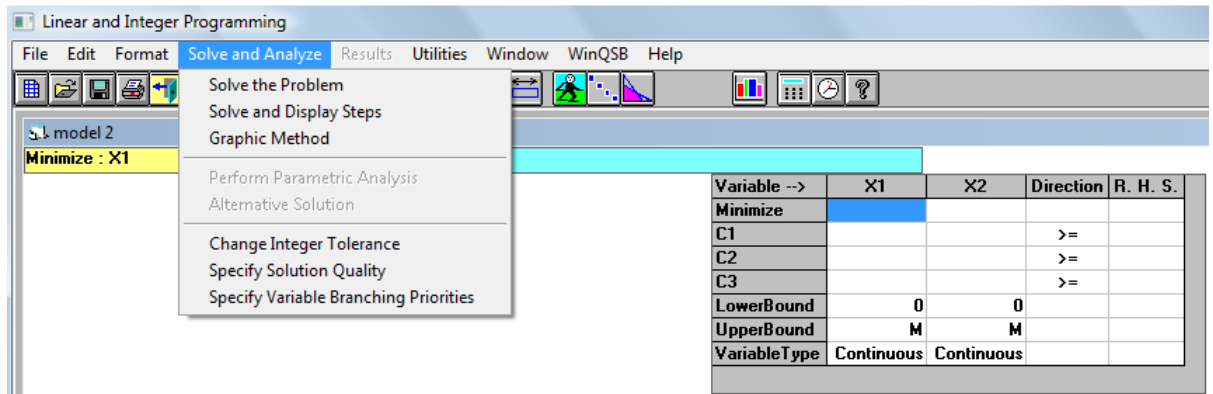 Linear and Integer Programming
File Edit Format Solve and Analyze Results Utilities Window WinQSB Help
Solve the Problem
Solve and Display Steps
Graphic Method
Perform Parametric Analysis
Alternative Solution
Change Integer Tolerance
Specify Solution Quality
Specify Variable Branching Priorities
model 2
Minimize : X1
Variable --> X1 X2 Direction R. H. S.
Minimize
C1 >=
C2 >=
C3 >=
LowerBound 0 0
UpperBound M M
VariableType Continuous Continuous